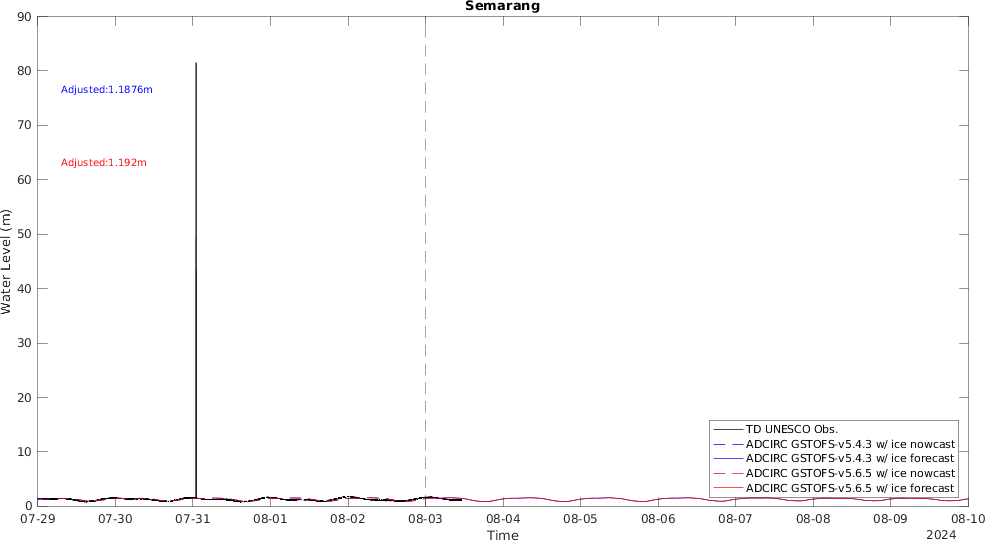 Semarang
90
80
70
60
50
40
30
20
10
0
Water Level (m)
Adjusted:1.1876m
Adjusted:1.192m
TD UNESCO Obs.
ADCIRC GSTOFS-v5.4.3 w/ ice nowcast
ADCIRC GSTOFS-v5.4.3 w/ ice forecast
ADCIRC GSTOFS-v5.6.5 w/ ice nowcast
ADCIRC GSTOFS-v5.6.5 w/ ice forecast
07-29 07-30 07-31 08-01 08-02 08-03 08-04 08-05 08-06 08-07 08-08 08-09 08-10
Time
2024